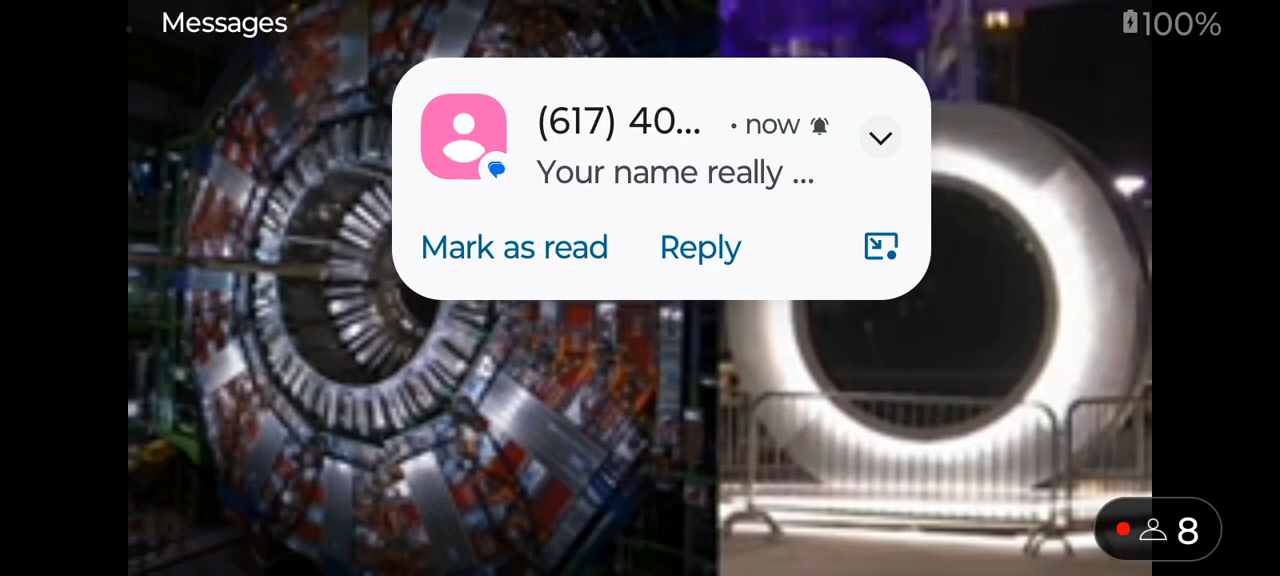 Messages
100%
(617) 40... • now
Your name really ...
Mark as read
Reply
8